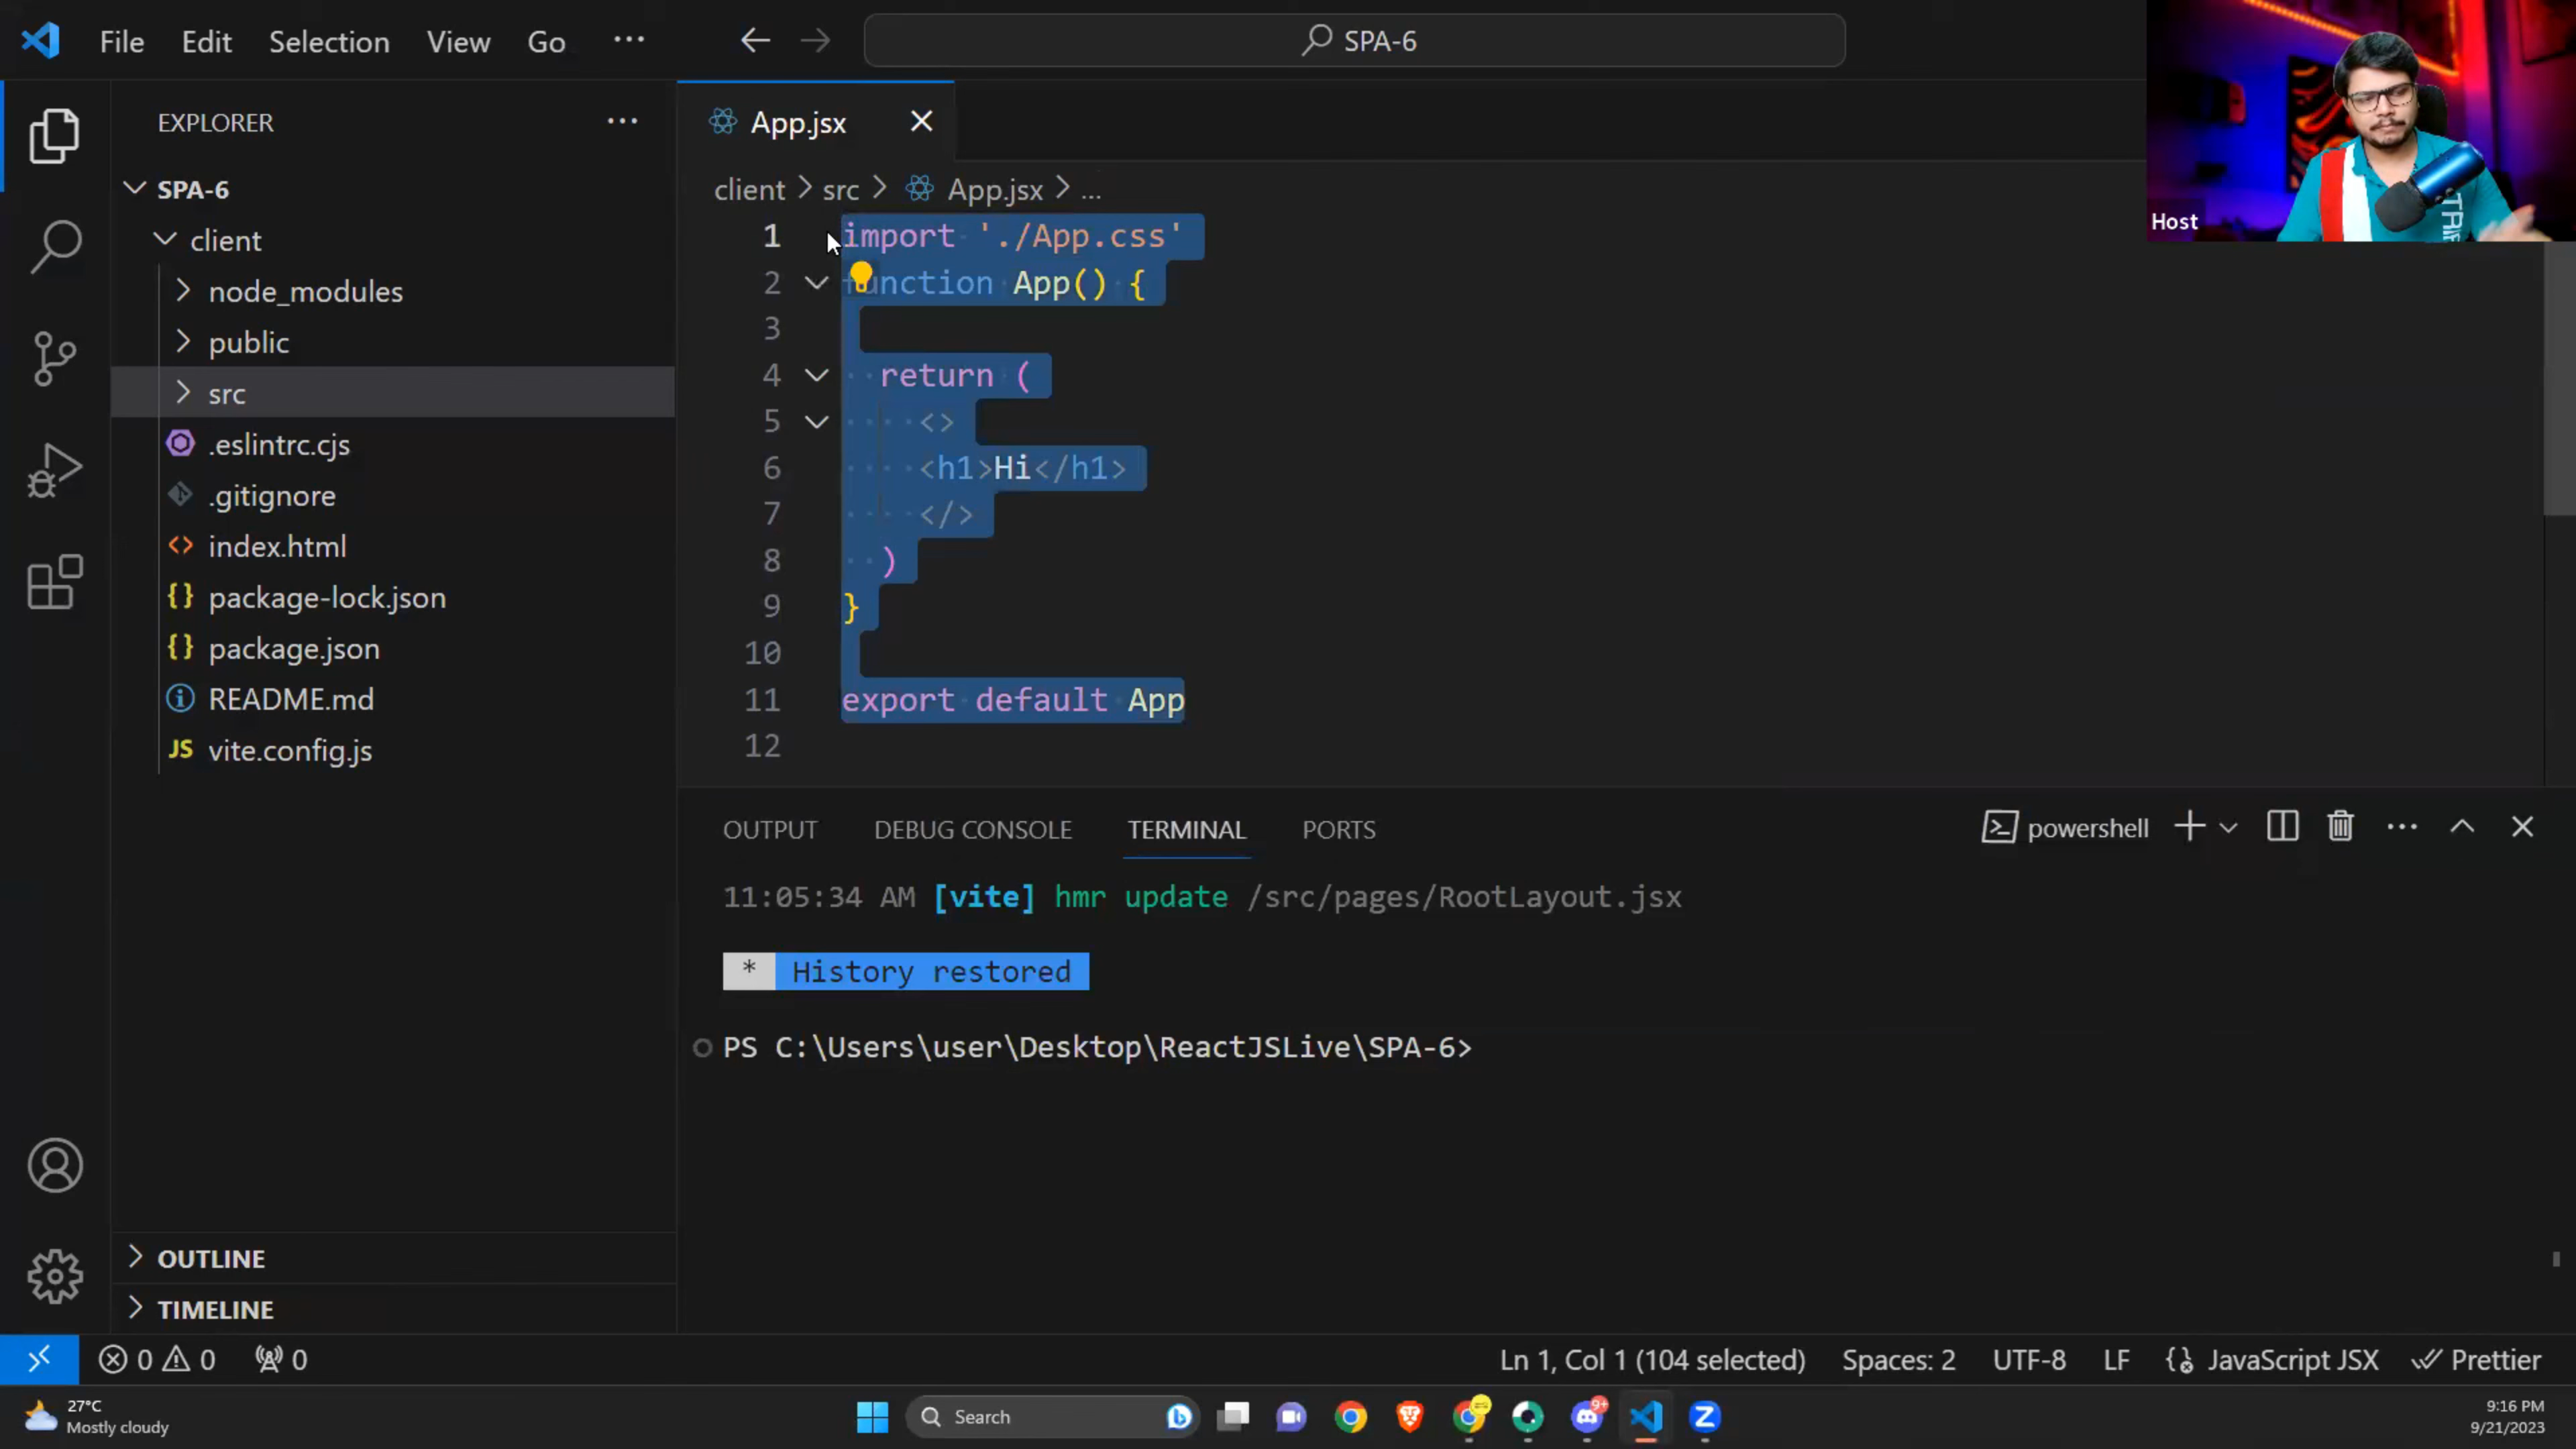 File Edit Selection View Go ...
SPA-6
Host
EXPLORER
SPA-6
client
node_modules
public
src
.eslintrc.cjs
.gitignore
index.html
package-lock.json
package.json
README.md
JS vite.config.js
OUTLINE
TIMELINE
App.jsx
client > src > App.jsx > ...
1 import './App.css'
2 function App() {
3
4 return (
5 <>
6 <h1>Hi</h1>
7 </>
8 )
9 }
10
11 export default App
12
OUTPUT DEBUG CONSOLE TERMINAL PORTS
powershell
11:05:34 AM [vite] hmr update /src/pages/RootLayout.jsx
* History restored
PS C:\Users\user\Desktop\ReactJSLive\SPA-6>
0 0 0
Ln 1, Col 1 (104 selected) Spaces: 2 UTF-8 LF JavaScript JSX Prettier
27°C
Mostly cloudy
Search
9+
9:16 PM
9/21/2023